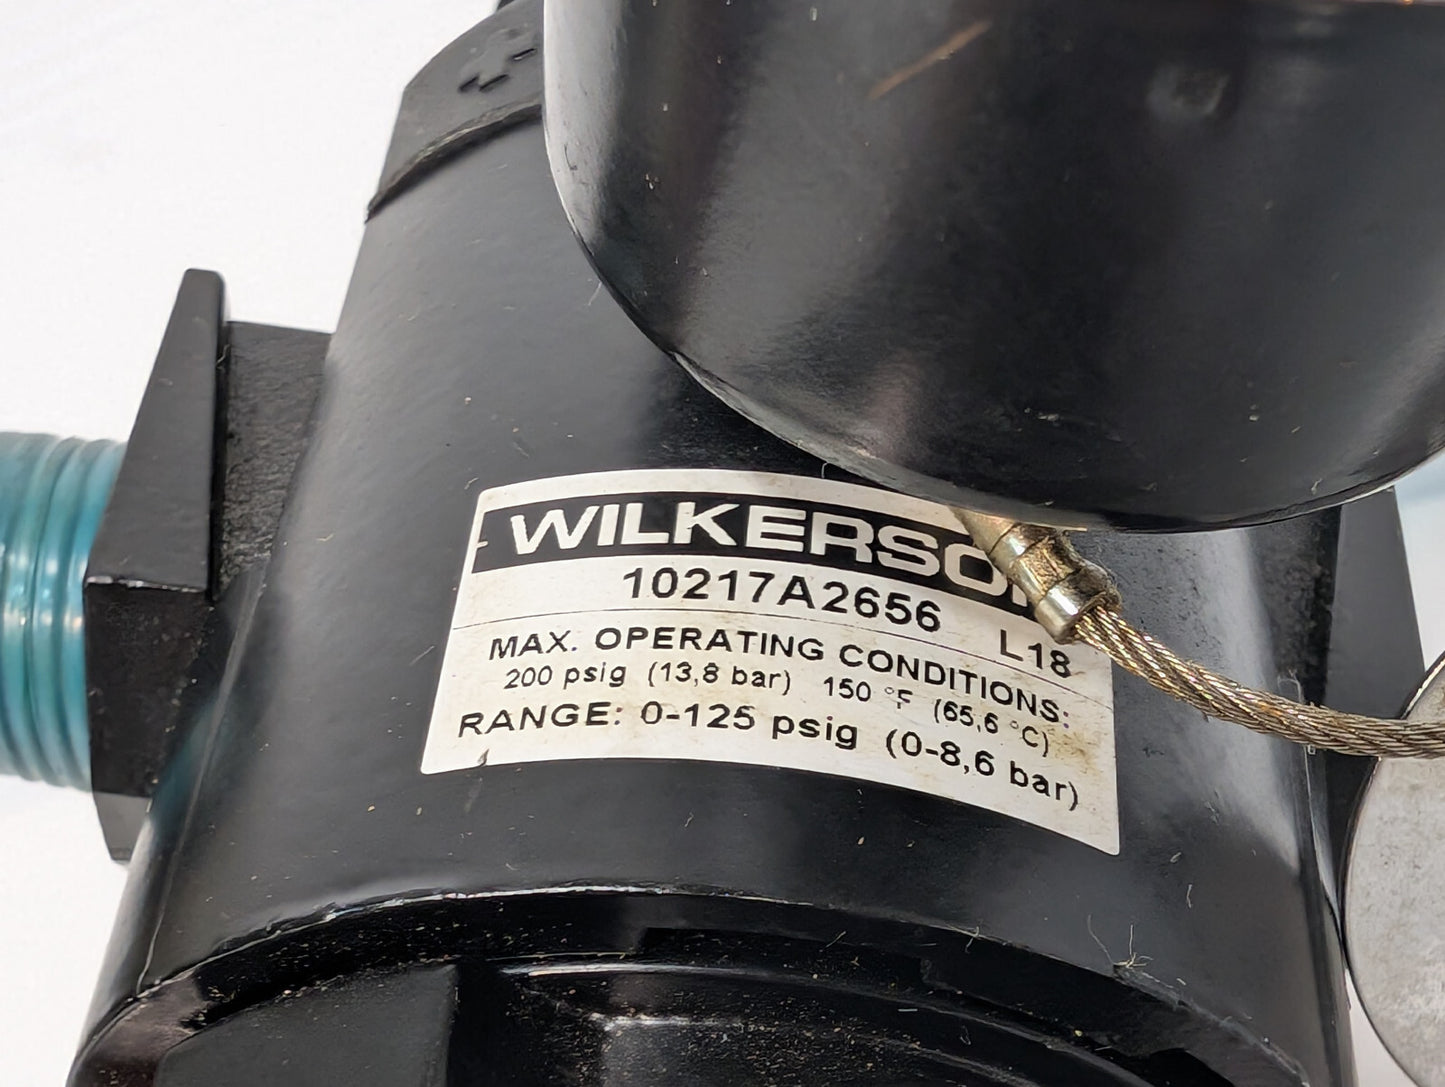 WILKERSON
10217A2656 L18
MAX. OPERATING CONDITIONS:
200 psig (13,8 bar) 150 °F (65,6 °C)
RANGE: 0-125 psig (0-8,6 bar)